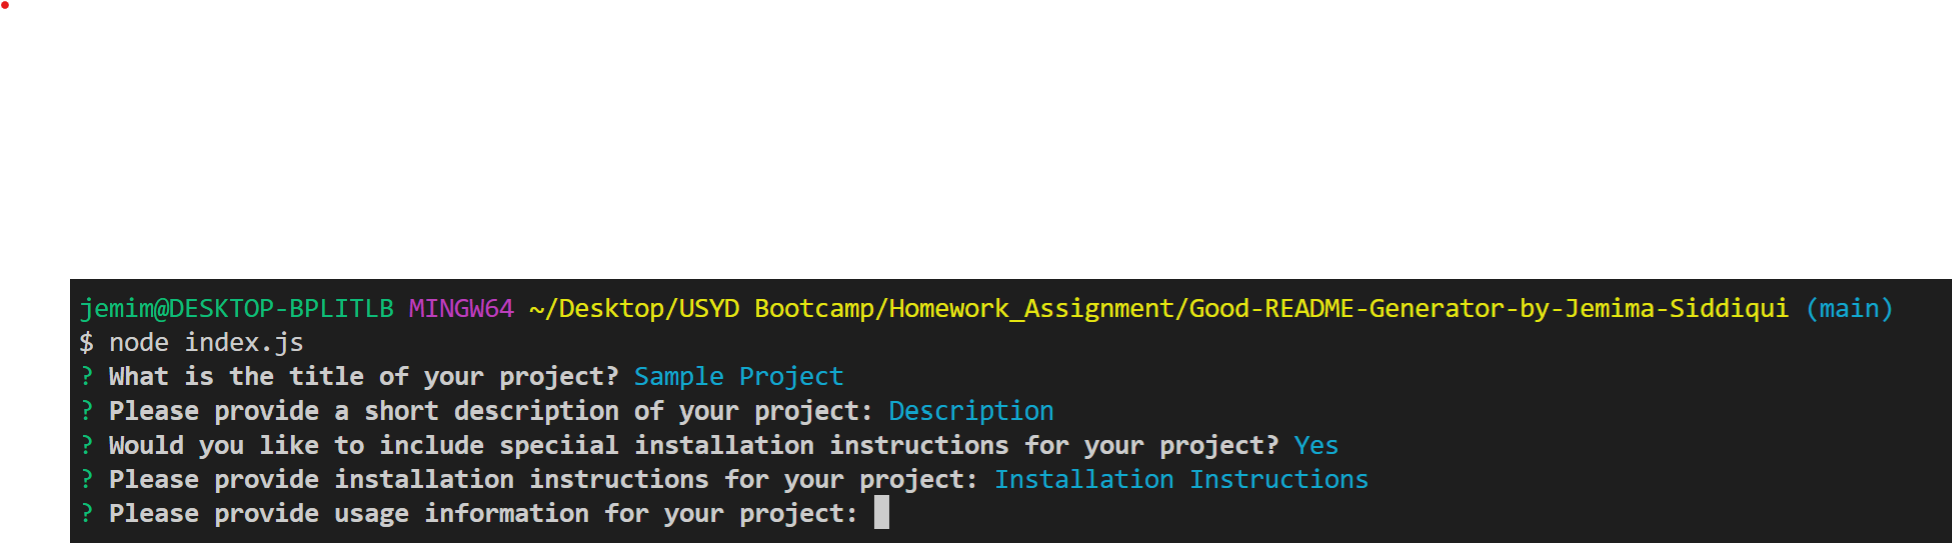 jemim@DESKTOP-BPLITLB MINGW64 ~/Desktop/USYD Bootcamp/Homework_Assignment/Good-README-Generator-by-Jemima-Siddiqui (main)
$ node index.js
? What is the title of your project? Sample Project
? Please provide a short description of your project: Description
? Would you like to include speciial installation instructions for your project? Yes
? Please provide installation instructions for your project: Installation Instructions
? Please provide usage information for your project: